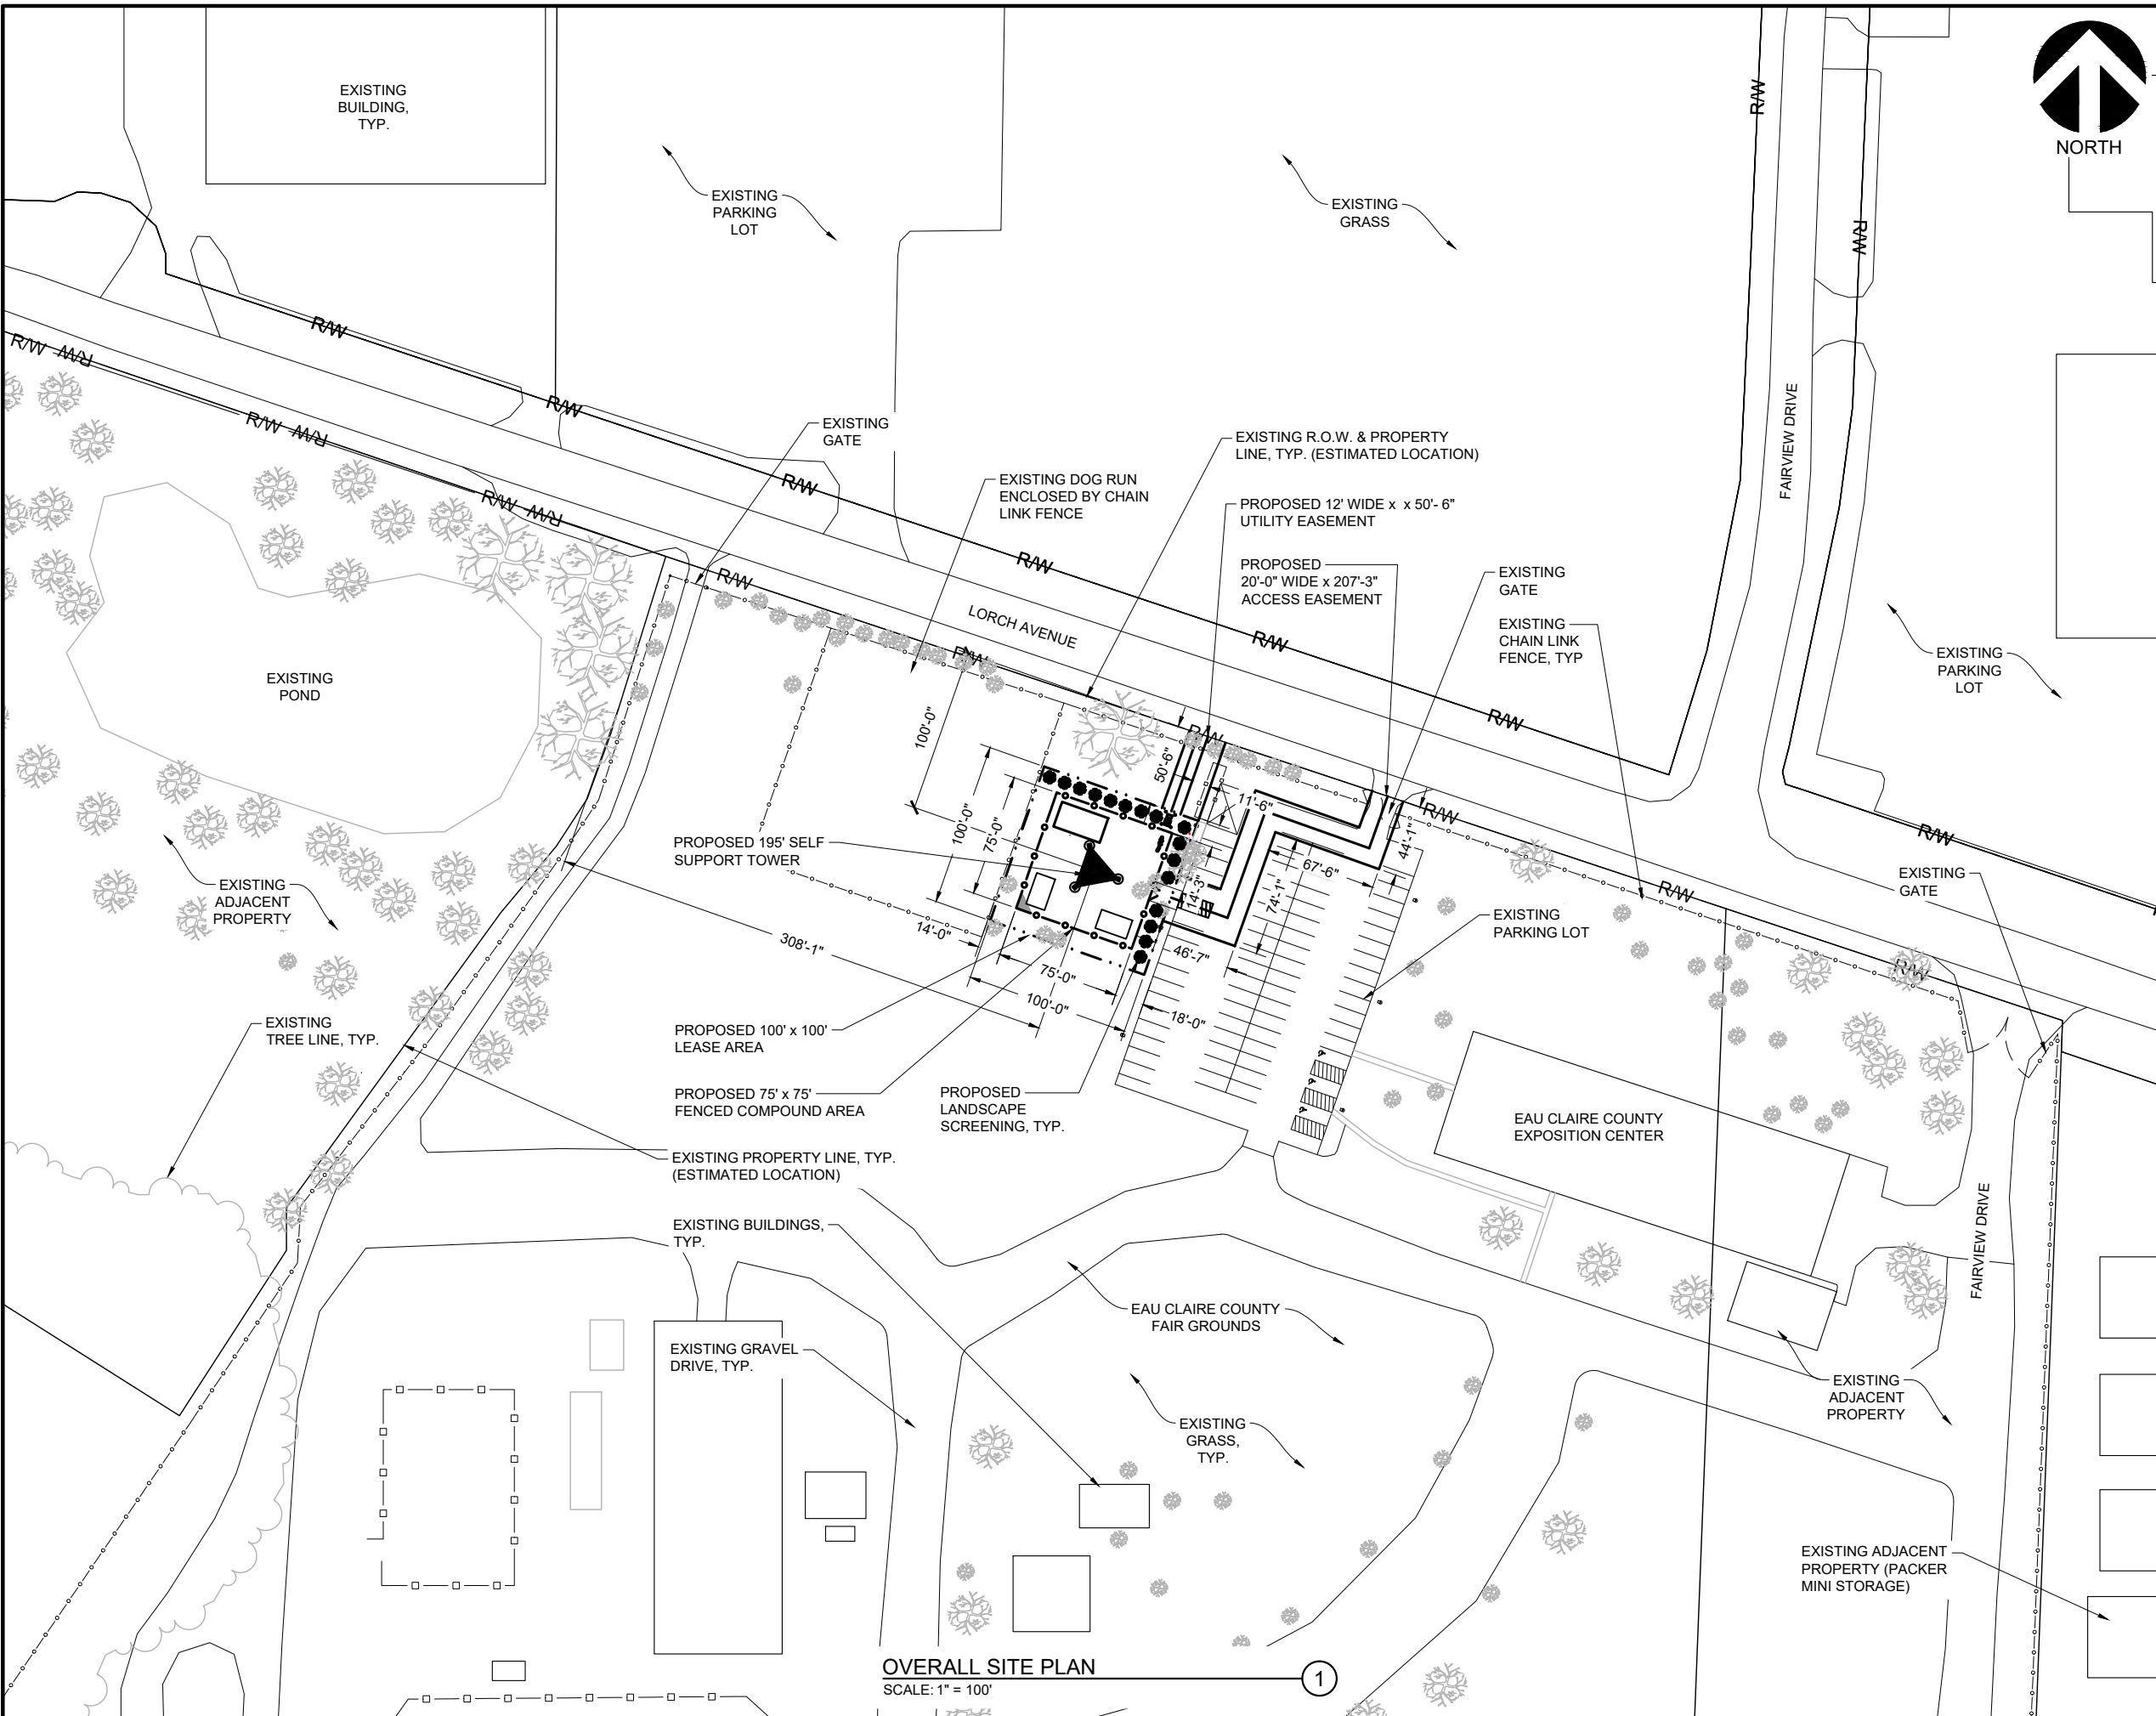 EXISTING
BUILDING,
TYP.
EXISTING
PARKING
LOT
EXISTING
GRASS
R/W
R/W
NORTH
R/W
R/W
R/W
R/W
R/W
R/W
R/W
R/W
R/W
EXISTING
GATE
EXISTING R.O.W. & PROPERTY
LINE, TYP. (ESTIMATED LOCATION)
FAIRVIEW DRIVE
R/W
EXISTING DOG RUN
ENCLOSED BY CHAIN
LINK FENCE
PROPOSED 12' WIDE x x 50'- 6"
UTILITY EASEMENT
R/W
R/W
PROPOSED
20'-0" WIDE x 207'-3"
ACCESS EASEMENT
EXISTING
GATE
LORCH AVENUE
EXISTING
CHAIN LINK
FENCE, TYP
R/W
R/W
EXISTING
PARKING
LOT
EXISTING
POND
100'-0"
R/W
R/W
50'-6"
11'-6"
R/W
R/W
100'-0"
75'-0"
44'-1"
PROPOSED 195' SELF
SUPPORT TOWER
67'-6"
14'-3"
74'-1"
R/W
EXISTING
GATE
EXISTING
ADJACENT
PROPERTY
EXISTING
PARKING LOT
14'-0"
308'-1"
46'-7"
R/W
75'-0"
100'-0"
18'-0"
EXISTING
TREE LINE, TYP.
PROPOSED 100' x 100'
LEASE AREA
PROPOSED 75' x 75'
FENCED COMPOUND AREA
PROPOSED
LANDSCAPE
SCREENING, TYP.
EAU CLAIRE COUNTY
EXPOSITION CENTER
EXISTING PROPERTY LINE, TYP.
(ESTIMATED LOCATION)
FAIRVIEW DRIVE
EXISTING BUILDINGS,
TYP.
EAU CLAIRE COUNTY
FAIR GROUNDS
EXISTING GRAVEL
DRIVE, TYP.
EXISTING
ADJACENT
PROPERTY
EXISTING
GRASS,
TYP.
EXISTING ADJACENT
PROPERTY (PACKER
MINI STORAGE)
OVERALL SITE PLAN
1
SCALE: 1" = 100'